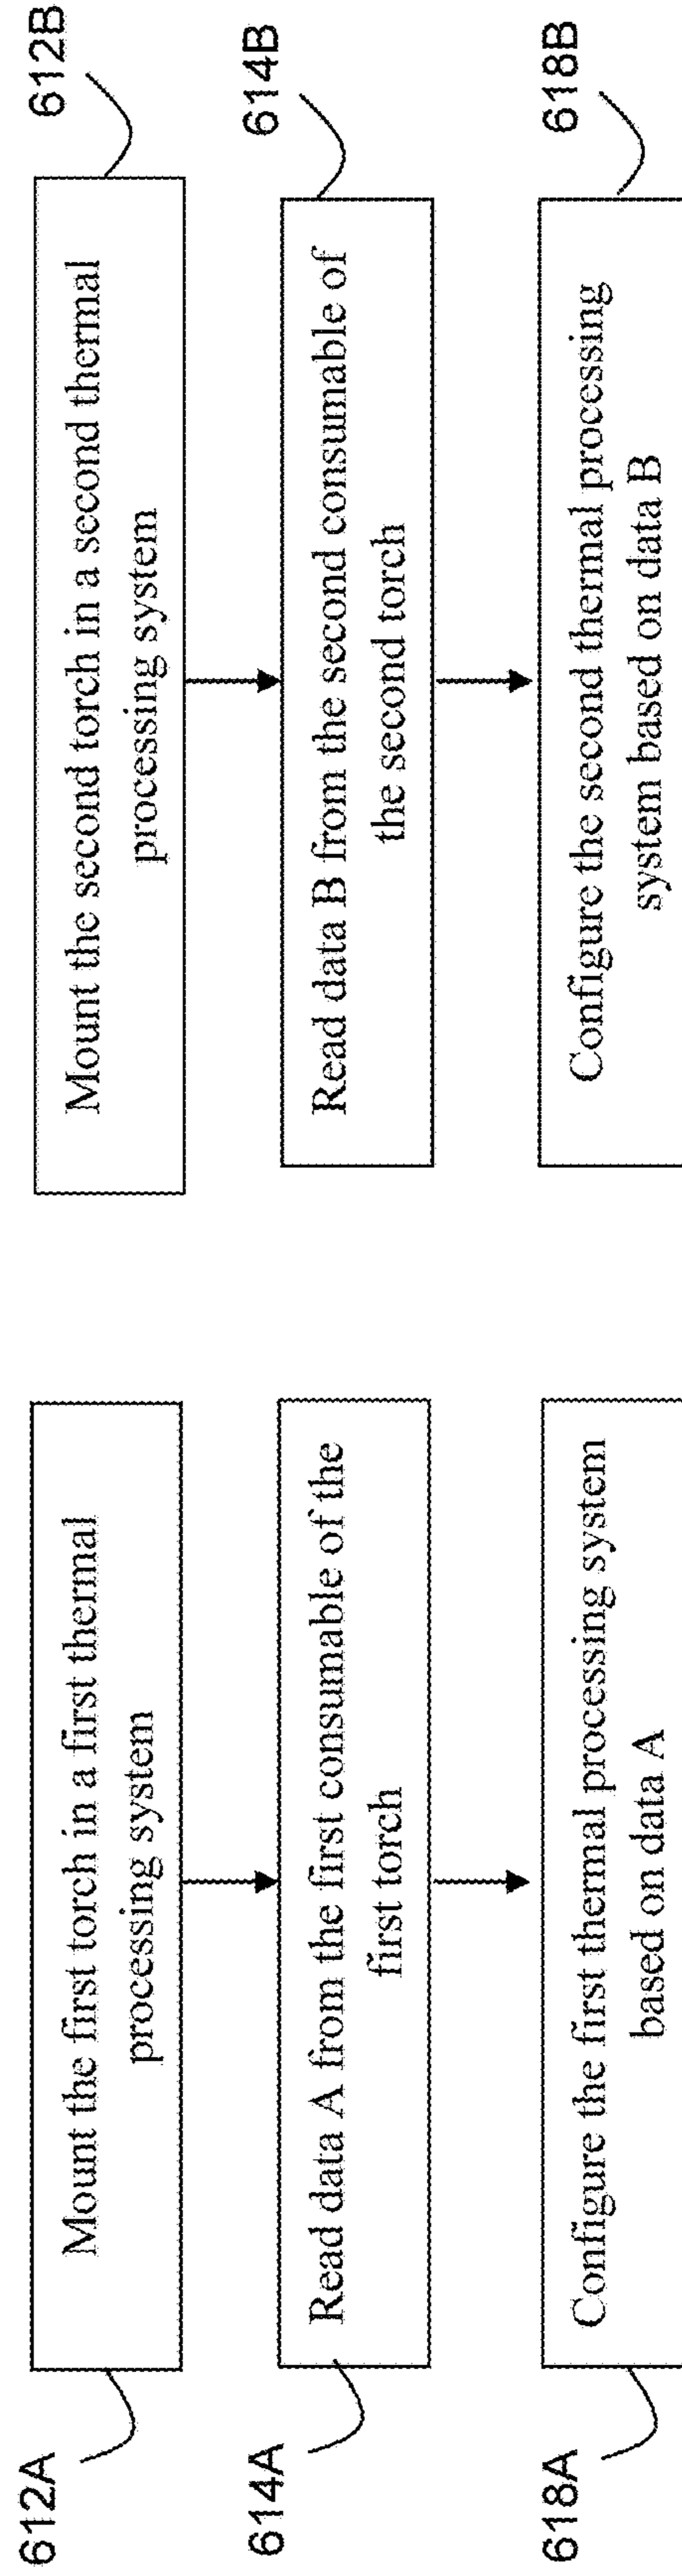 612A
Mount the first torch in a first thermal
processing system
612B
Mount the second torch in a second thermal
processing system
614A
Read data A from the first consumable of the
first torch
614B
Read data B from the second consumable of
the second torch
618A
Configure the first thermal processing system
based on data A
618B
Configure the second thermal processing
system based on data B